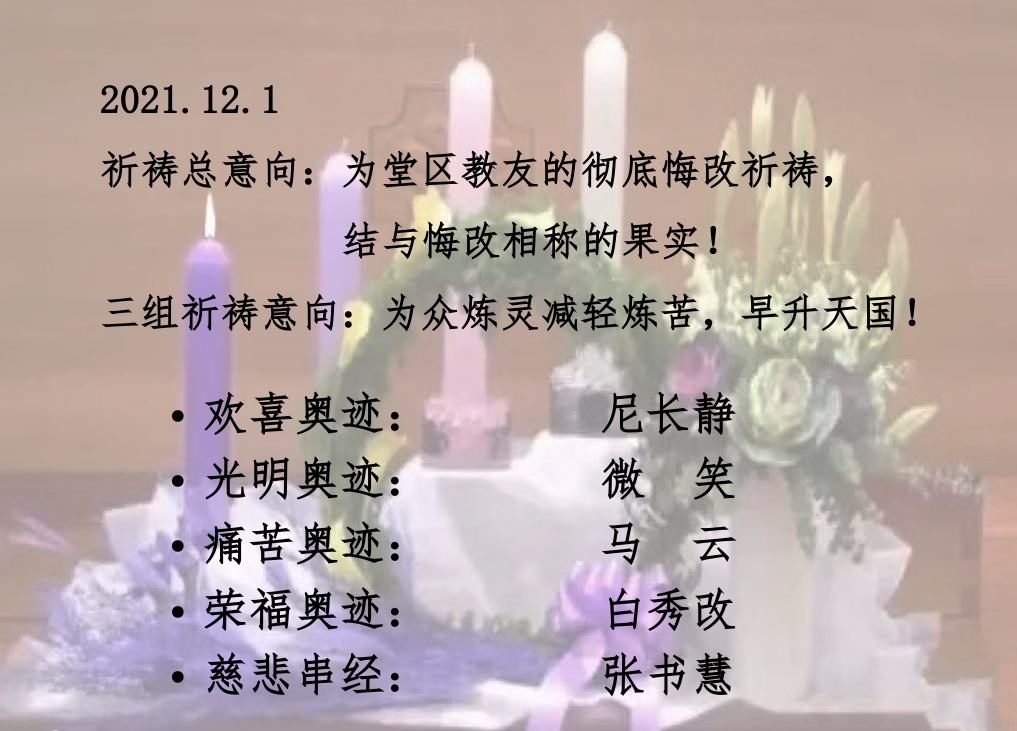 2021.12.1
祈祷总意向：为堂区教友的彻底悔改祈祷，
结与悔改相称的果实！
三组祈祷意向：为众炼灵减轻炼苦，早升天国！
• 欢喜奥迹： 尼长静
• 光明奥迹： 微 笑
• 痛苦奥迹： 马 云
• 荣福奥迹： 白秀改
• 慈悲串经： 张书慧